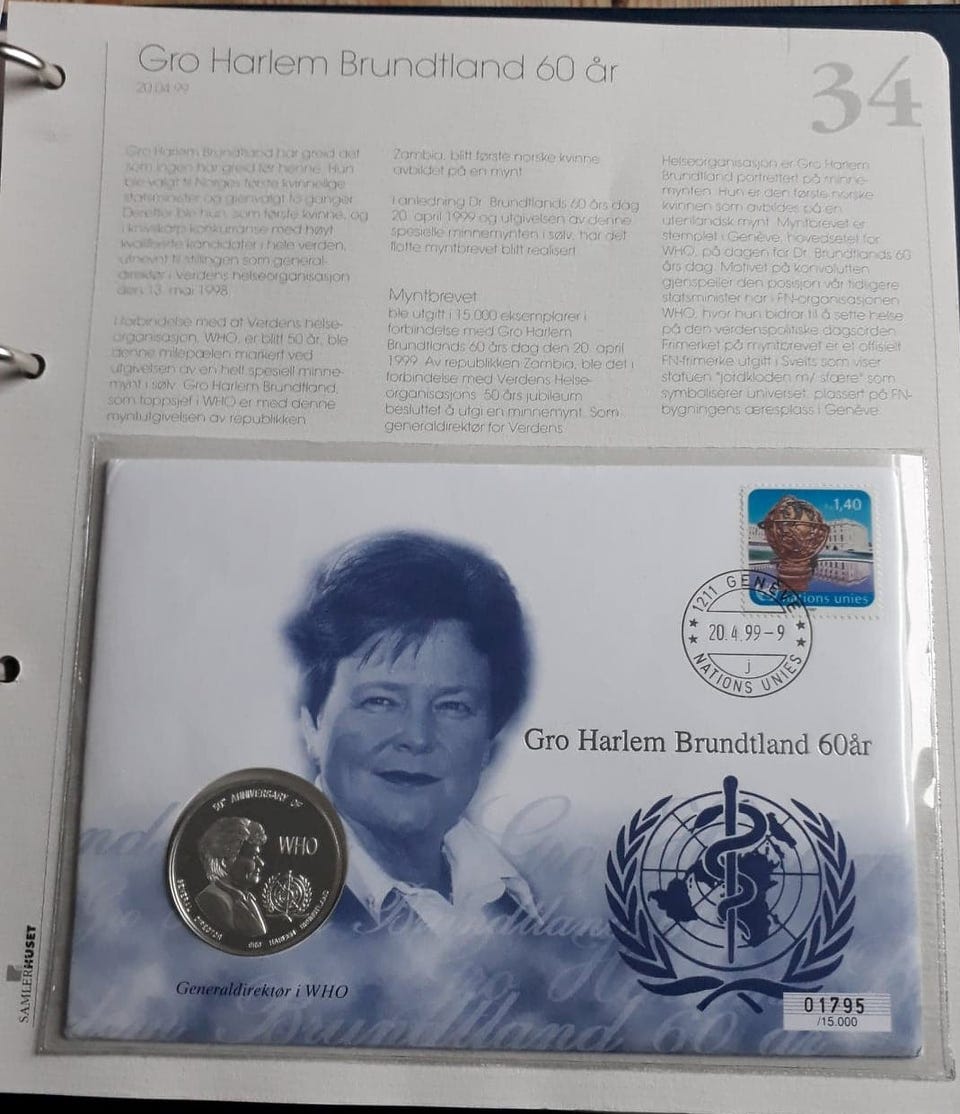 Gro Harlem Brundtland 60 år
20.04.99
34
Gro Harlem Brundtland har greid det
som ingen har greid før henne. Hun
ble valgt til Norges første kvinnelige
statsminister og gjenvalgt to ganger.
Deretter ble hun, som første kvinne, og
i knivskarp konkurranse med høyt
kvalifiserte kandidater i hele verden,
utnevnt til stillingen som general-
direktør i Verdens helseorganisasjon
den 13. mai 1998.
I forbindelse med at Verdens helse-
organisasjon, WHO, er blitt 50 år, ble
denne milepælen markert ved
utgivelsen av en helt spesiell minne-
mynt i sølv. Gro Harlem Brundtland,
som toppsjef i WHO er med denne
myntutgivelsen av republikken
Zambia, blitt første norske kvinne
avbildet på en mynt.
I anledning Dr. Brundtlands 60 års dag
20. april 1999 og utgivelsen av denne
spesielle minnemynten i sølv, har det
flotte myntbrevet blitt realisert.
Myntbrevet
ble utgitt i 15.000 eksemplarer i
forbindelse med Gro Harlem
Brundtlands 60 års dag den 20. april
1999. Av republikken Zambia, ble det i
forbindelse med Verdens Helse-
organisasjons 50 års jubileum
besluttet å utgi en minnemynt. Som
generaldirektør for Verdens
Helseorganisasjon er Gro Harlem
Brundtland portrettert på minne-
mynten. Hun er den første norske
kvinnen som avbildes på en
utenlandsk mynt. Myntbrevet er
stemplet i Genève, hovedsetet for
WHO, på dagen for Dr. Brundtlands 60
års dag. Motivet på konvolutten
gjenspeiler den posisjon vår tidligere
statsminister har i FN-organisasjonen
WHO, hvor hun bidrar til å sette helse
på den verdenspolitiske dagsorden.
Frimerket på myntbrevet er et offisielt
FN-frimerke utgitt i Sveits som viser
statuen "jordkloden m/ sfære" som
symboliserer universet, plassert på FN-
bygningens æresplass i Genève.
1,40
Nations unies
1211 GENÈVE
20.4.99-9
j
NATIONS UNIES
Gro Harlem Brundtland 60år
50th ANNIVERSARY OF
WHO
GRO HARLEM BRUNDTLAND
Generaldirektør i WHO
Brundtland 60 år
01795
/15.000
SAMLERHUSET